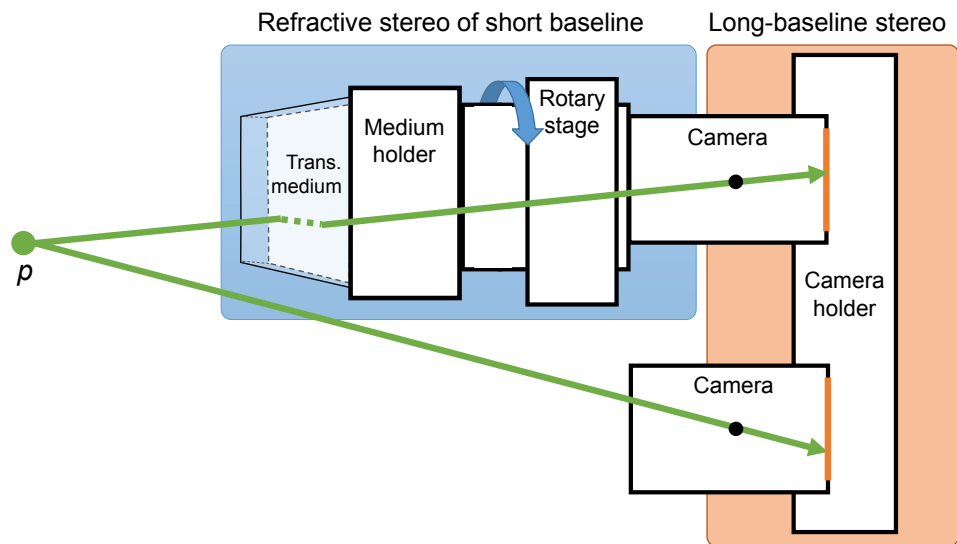 Refractive stereo of short baseline
Long-baseline stereo
Medium
holder
Rotary
stage
Camera
Trans.
medium
p
Camera
holder
Camera